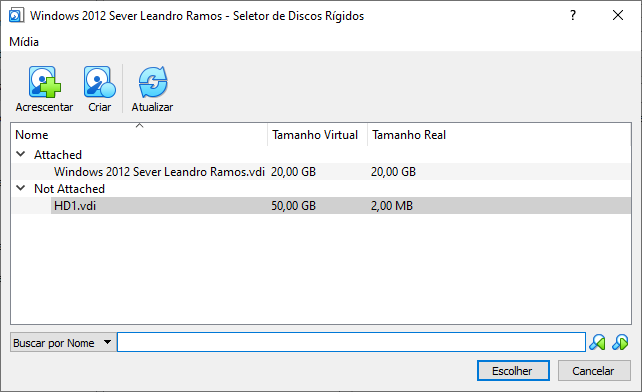 Windows 2012 Sever Leandro Ramos - Seletor de Discos Rígidos
Mídia
Acrescentar Criar Atualizar
Nome Tamanho Virtual Tamanho Real
Attached
Windows 2012 Sever Leandro Ramos.vdi 20,00 GB 20,00 GB
Not Attached
HD1.vdi 50,00 GB 2,00 MB
Buscar por Nome
Escolher Cancelar